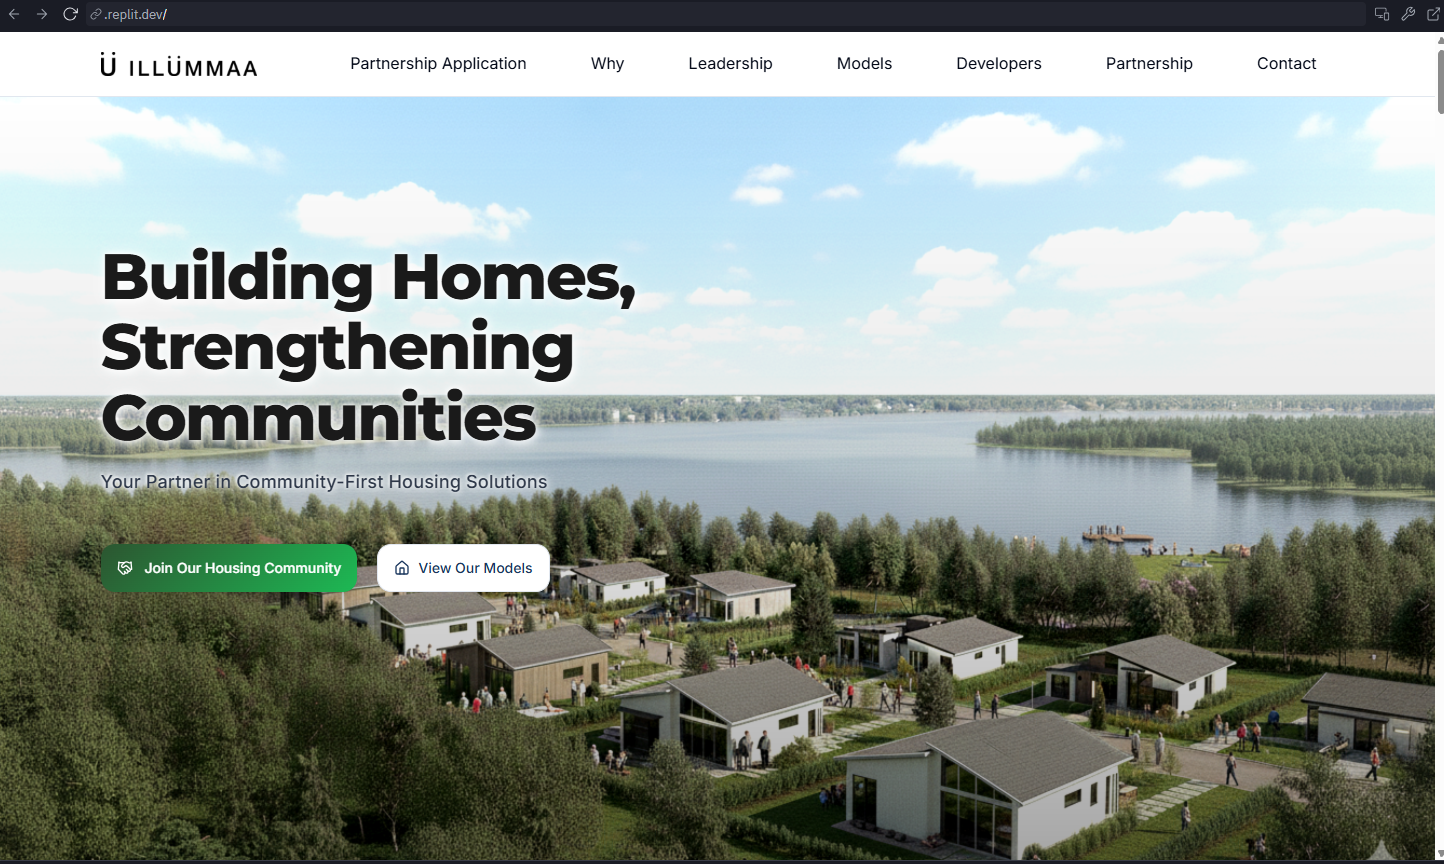 .replit.dev/
Ü ILLÜMMAA
Partnership Application
Why
Leadership
Models
Developers
Partnership
Contact
Building Homes,
Strengthening
Communities
Your Partner in Community-First Housing Solutions
Join Our Housing Community
View Our Models